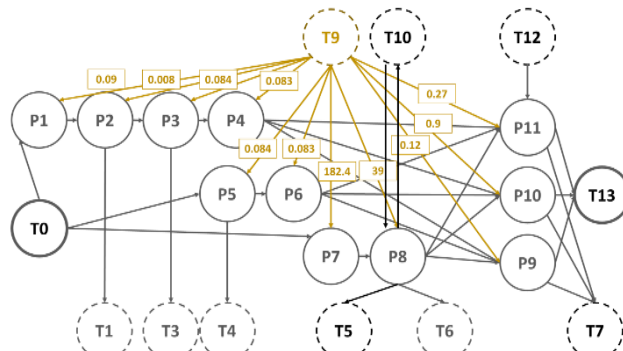 T9 T10 T12
0.09 0.008 0.084 0.083 0.27
P1 P2 P3 P4 0.9 P11
0.084 0.083 0.12
182.4 39
P5 P6 P10 T13
T0
P7 P8 P9
T1 T3 T4 T5 T6 T7